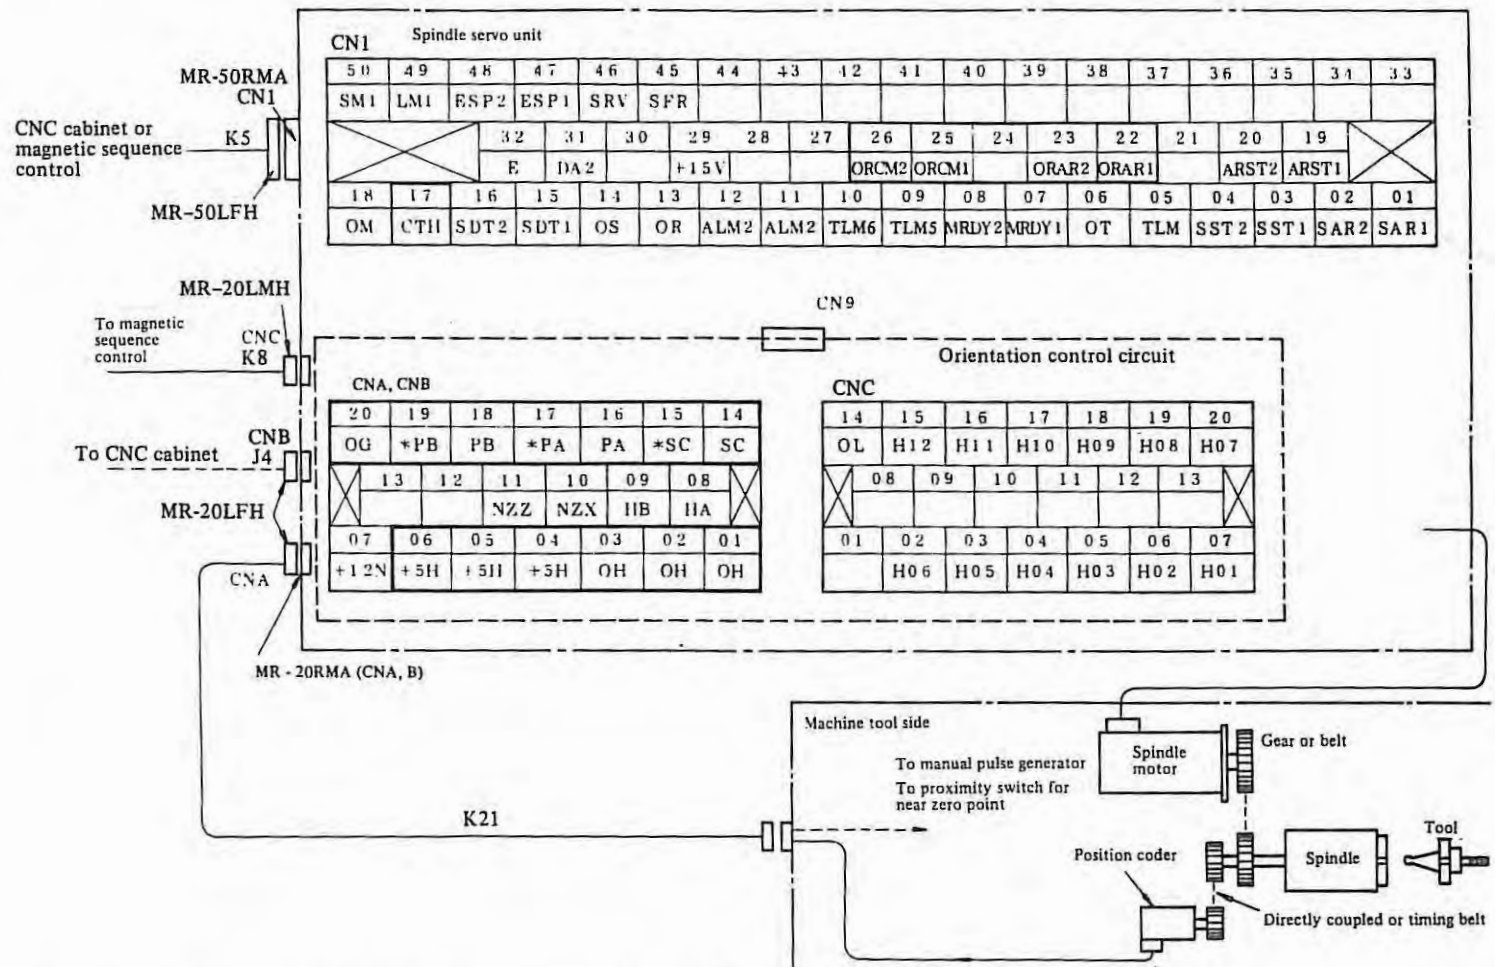 CN1
Spindle servo unit
MR-50RMA
CN1
50 49 48 47 46 45 44 43 42 41 40 39 38 37 36 35 34 33
SM1 LM1 ESP2 ESP1 SRV SFR
CNC cabinet or
magnetic sequence
control
K5
32 31 30 29 28 27 26 25 24 23 22 21 20 19
E DA2 +15V ORCM2 ORCM1 ORAR2 ORAR1 ARST2 ARST1
MR-50LFH
18 17 16 15 14 13 12 11 10 09 08 07 06 05 04 03 02 01
OM CTH SDT2 SDT1 OS OR ALM2 ALM2 TLM6 TLM5 MRDY2 MRDY1 OT TLM SST2 SST1 SAR2 SAR1
MR-20LMH
CN9
To magnetic
sequence
control
CNC
K8
Orientation control circuit
CNA, CNB
CNC
20 19 18 17 16 15 14
OG *PB PB *PA PA *SC SC
14 15 16 17 18 19 20
OL H12 H11 H10 H09 H08 H07
To CNC cabinet
CNB
J4
13 12 11 10 09 08
NZZ NZX HB HA
08 09 10 11 12 13
MR-20LFH
07 06 05 04 03 02 01
+12N +5H +5H +5H OH OH OH
01 02 03 04 05 06 07
H06 H05 H04 H03 H02 H01
CNA
MR - 20RMA (CNA, B)
Machine tool side
Gear or belt
Spindle
motor
To manual pulse generator
To proximity switch for
near zero point
K21
Tool
Position coder
Spindle
Directly coupled or timing belt